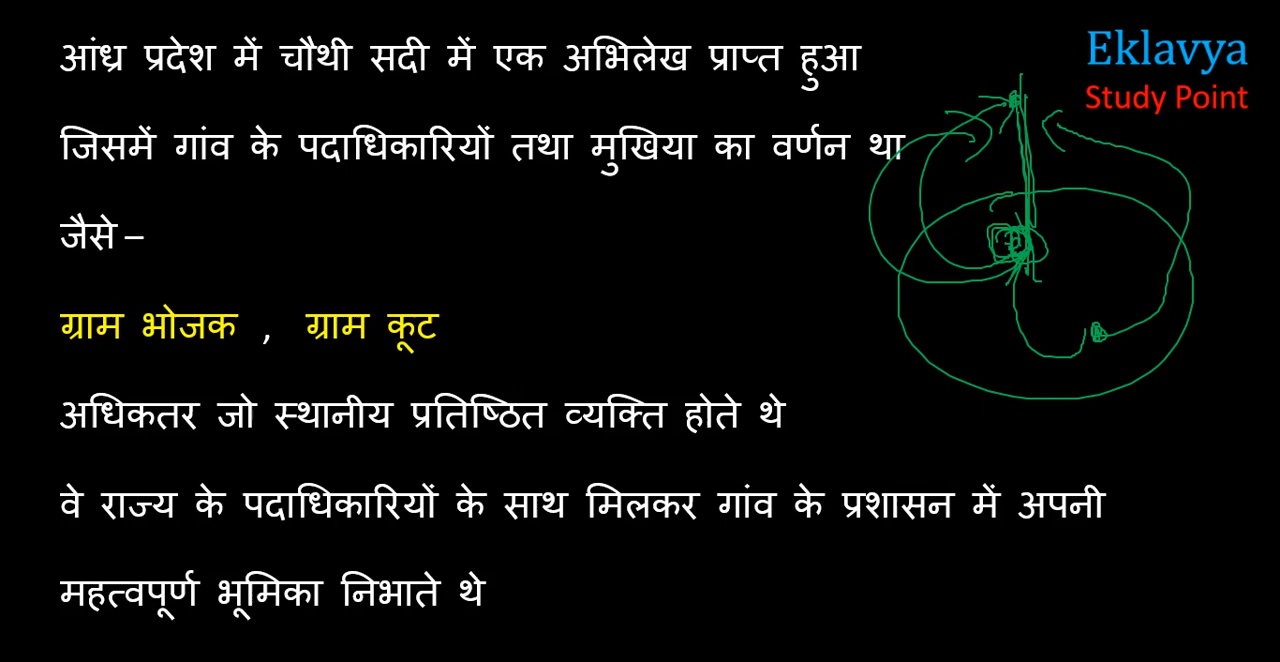 Eklavya
Study Point
आंध्र प्रदेश में चौथी सदी में एक अभिलेख प्राप्त हुआ
जिसमें गांव के पदाधिकारियों तथा मुखिया का वर्णन था
जैसे –
ग्राम भोजक , ग्राम कूट
अधिकतर जो स्थानीय प्रतिष्ठित व्यक्ति होते थे
वे राज्य के पदाधिकारियों के साथ मिलकर गांव के प्रशासन में अपनी
महत्वपूर्ण भूमिका निभाते थे